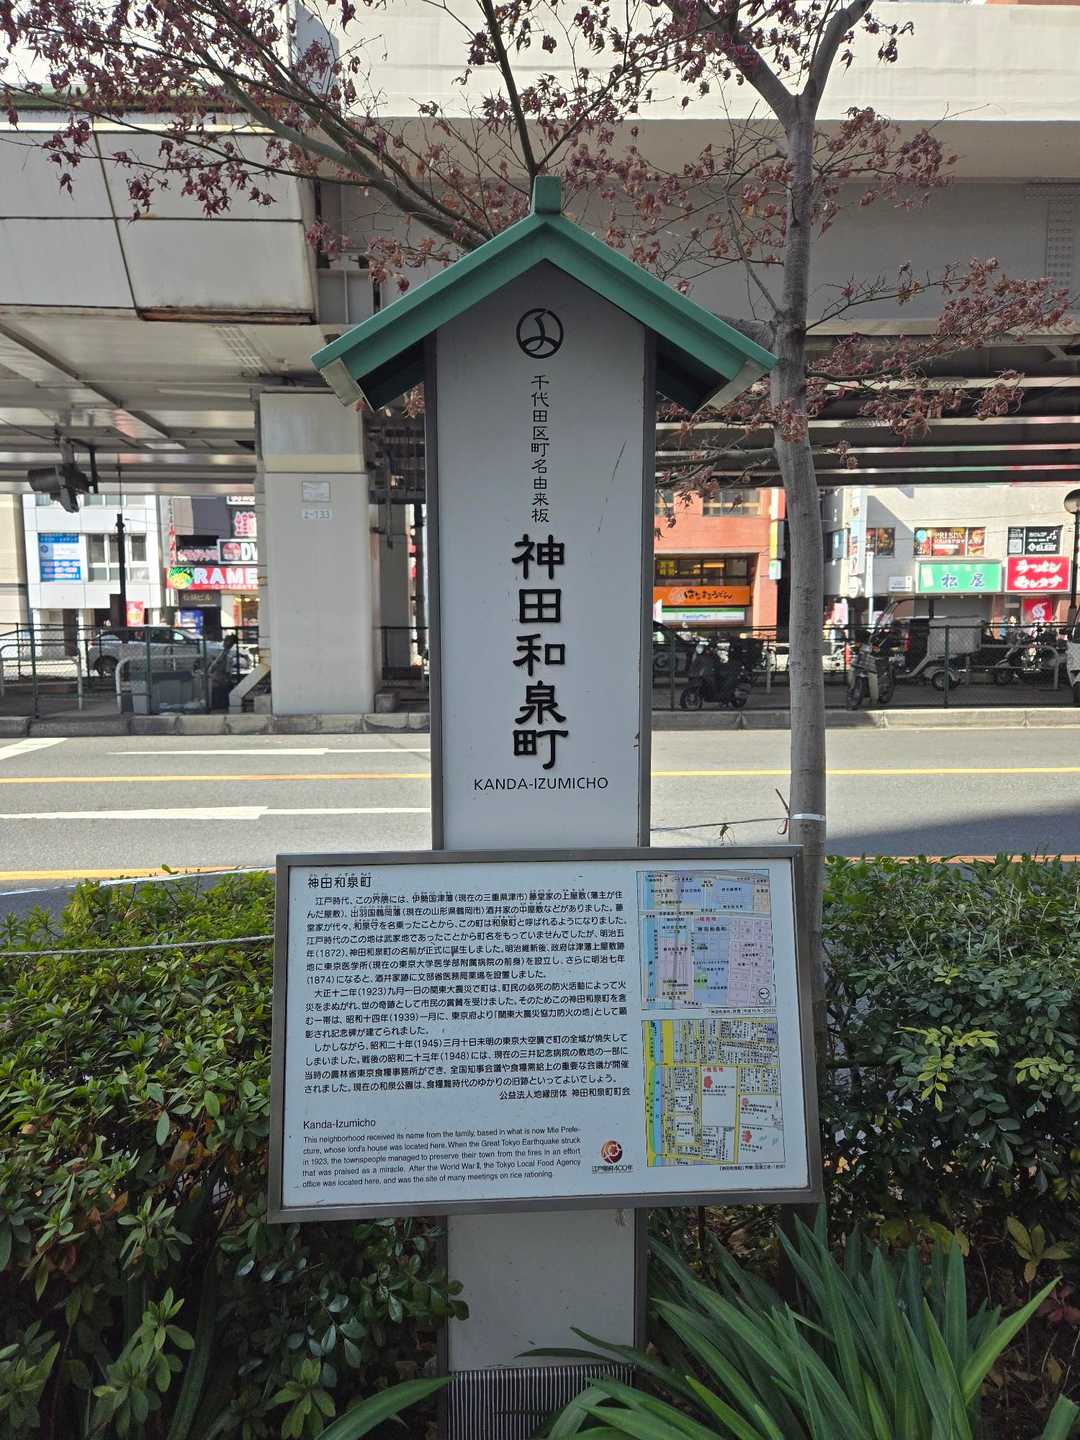 千代田区町名由来板
神田和泉町
KANDA-IZUMICHO
神田和泉町
江戸時代、この界隈には、伊勢国津藩（現在の三重県津市）藤堂家の上屋敷（藩主が住
んだ屋敷）、出羽国鶴岡藩（現在の山形県鶴岡市）酒井家の中屋敷などがありました。藤
堂家が代々、和泉守を名乗ったことから、この町は和泉町と呼ばれるようになりました。
江戸時代のこの地は武家地であったことから町名をもっていませんでしたが、明治五
年（1872）、神田和泉町の名前が正式に誕生しました。明治維新後、政府は津藩上屋敷跡
地に東京医学所（現在の東京大学医学部附属病院の前身）を設立し、さらに明治七年
（1874）になると、酒井家跡に文部省医務局薬場を設置しました。
大正十二年（1923）九月一日の関東大震災で町は、町民の必死の防火活動によって火
災をまぬがれ、世の奇跡として市民の賞賛を受けました。そのためこの神田和泉町を含
む一帯は、昭和十四年（1939）一月に、東京府より「関東大震災協力防火の地」として顕
彰され記念碑が建てられました。
しかしながら、昭和二十年（1945）三月十日未明の東京大空襲で町の全域が焼失して
しまいました。戦後の昭和二十三年（1948）には、現在の三井記念病院の敷地の一部に
当時の農林省東京食糧事務所ができ、全国知事会議や食糧需給上の重要な会議が開催
されました。現在の和泉公園は、食糧難時代のゆかりの旧跡といってよいでしょう。
公益法人地縁団体 神田和泉町町会
Kanda-Izumicho
This neighborhood received its name from the family, based in what is now Mie Prefe-
cture, whose lord's house was located here. When the Great Tokyo Earthquake struck
in 1923, the townspeople managed to preserve their town from the fires in an effort
that was praised as a miracle. After the World War II, the Tokyo Local Food Agency
office was located here, and was the site of many meetings on rice rationing.
江戸開府400年
RAME
はなまるうどん
FamilyMart
PRESSO
松屋
ラーメン
2-133